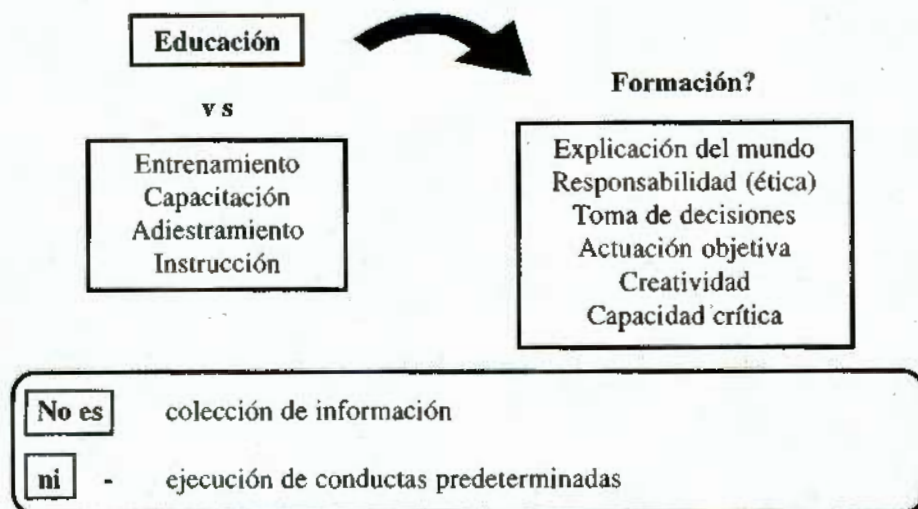 Educación
vs
Entrenamiento
Capacitación
Adiestramiento
Instrucción
Formación?
Explicación del mundo
Responsabilidad (ética)
Toma de decisiones
Actuación objetiva
Creatividad
Capacidad crítica
No es colección de información
ni - ejecución de conductas predeterminadas